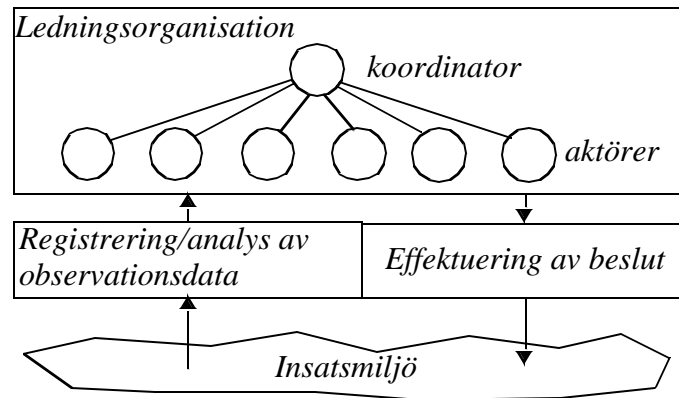 Ledningsorganisation
koordinator
aktörer
Registrering/analys av
observationsdata
Effektuering av beslut
Insatsmiljö